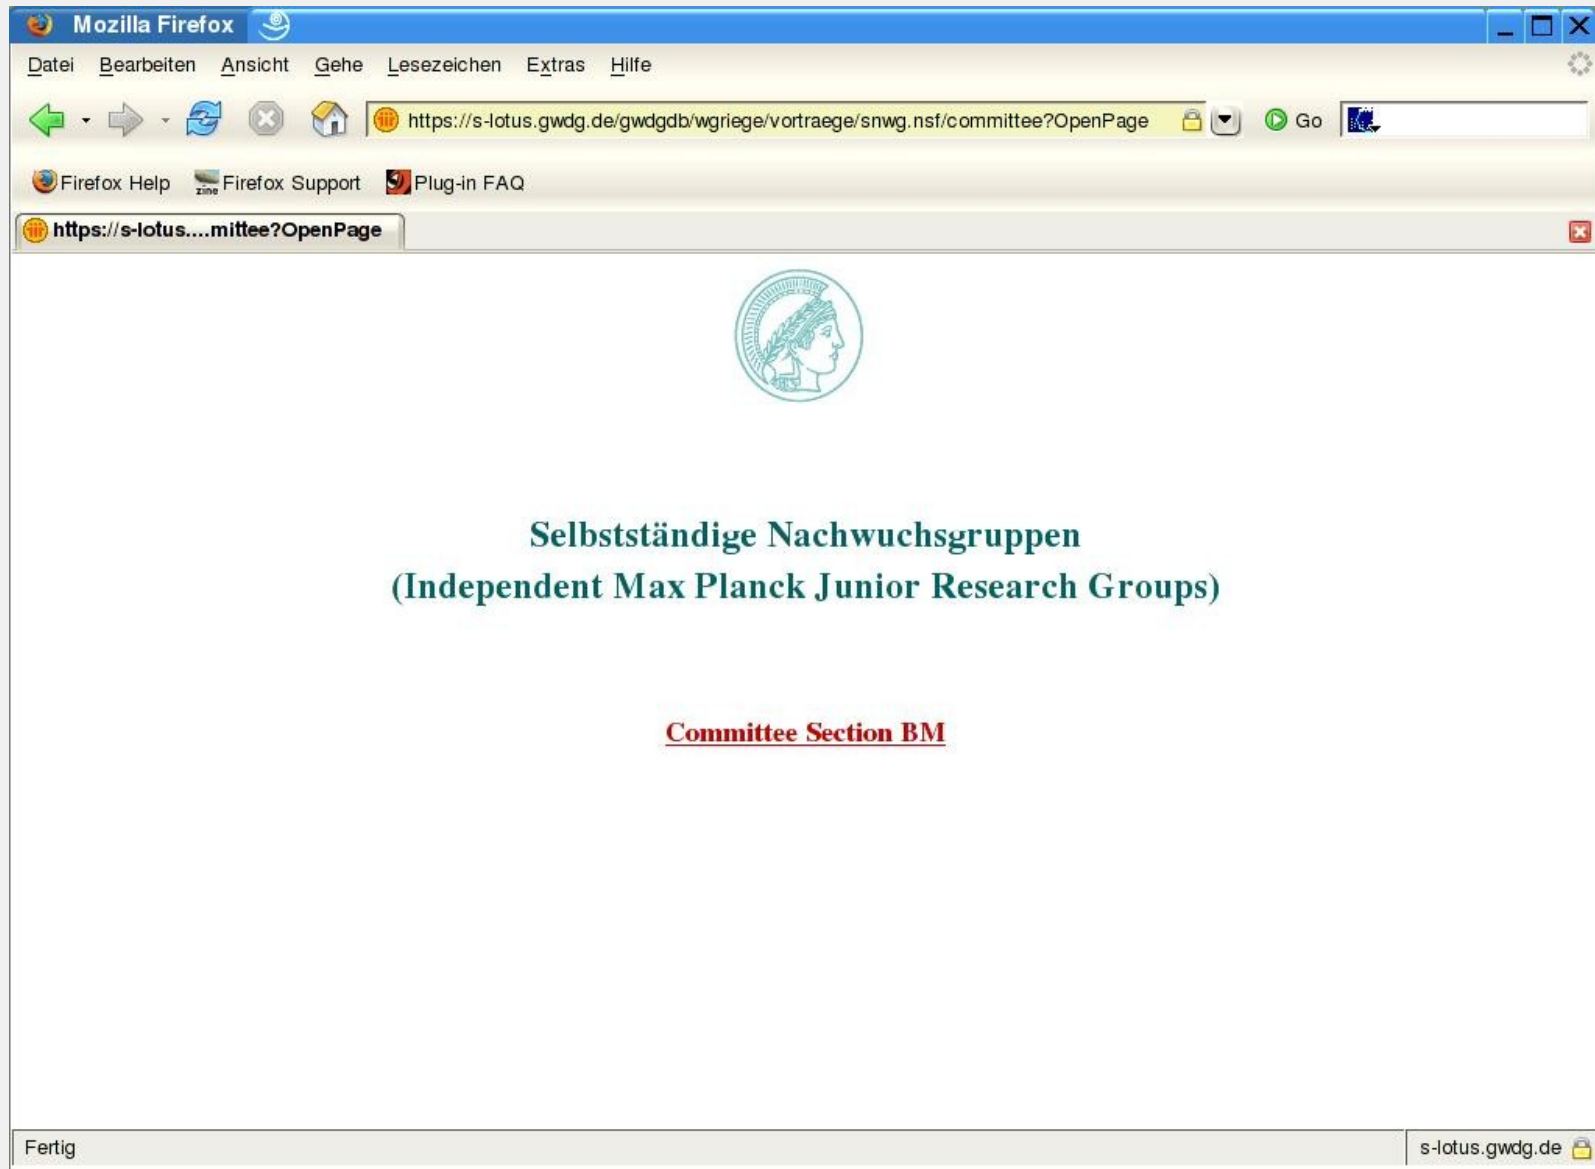 Mozilla Firefox
Datei Bearbeiten Ansicht Gehe Lesezeichen Extras Hilfe
https://s-lotus.gwdg.de/gwdgdb/wgriege/vortraege/snwg.nsf/committee?OpenPage Go
Firefox Help zine Firefox Support Plug-in FAQ
https://s-lotus....mittee?OpenPage
Selbstständige Nachwuchsgruppen
(Independent Max Planck Junior Research Groups)
Committee Section BM
Fertig s-lotus.gwdg.de